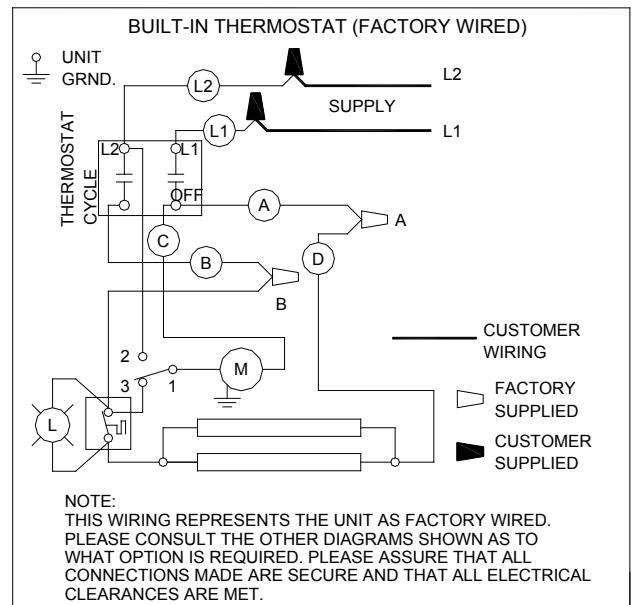 BUILT-IN THERMOSTAT (FACTORY WIRED)
UNIT
GRND.
L2
L2
SUPPLY
L1
L1
THERMOSTAT
CYCLE
L2
L1
OFF
A
A
C
B
D
B
2
3
1
M
L
CUSTOMER
WIRING
FACTORY
SUPPLIED
CUSTOMER
SUPPLIED
NOTE:
THIS WIRING REPRESENTS THE UNIT AS FACTORY WIRED.
PLEASE CONSULT THE OTHER DIAGRAMS SHOWN AS TO
WHAT OPTION IS REQUIRED. PLEASE ASSURE THAT ALL
CONNECTIONS MADE ARE SECURE AND THAT ALL ELECTRICAL
CLEARANCES ARE MET.